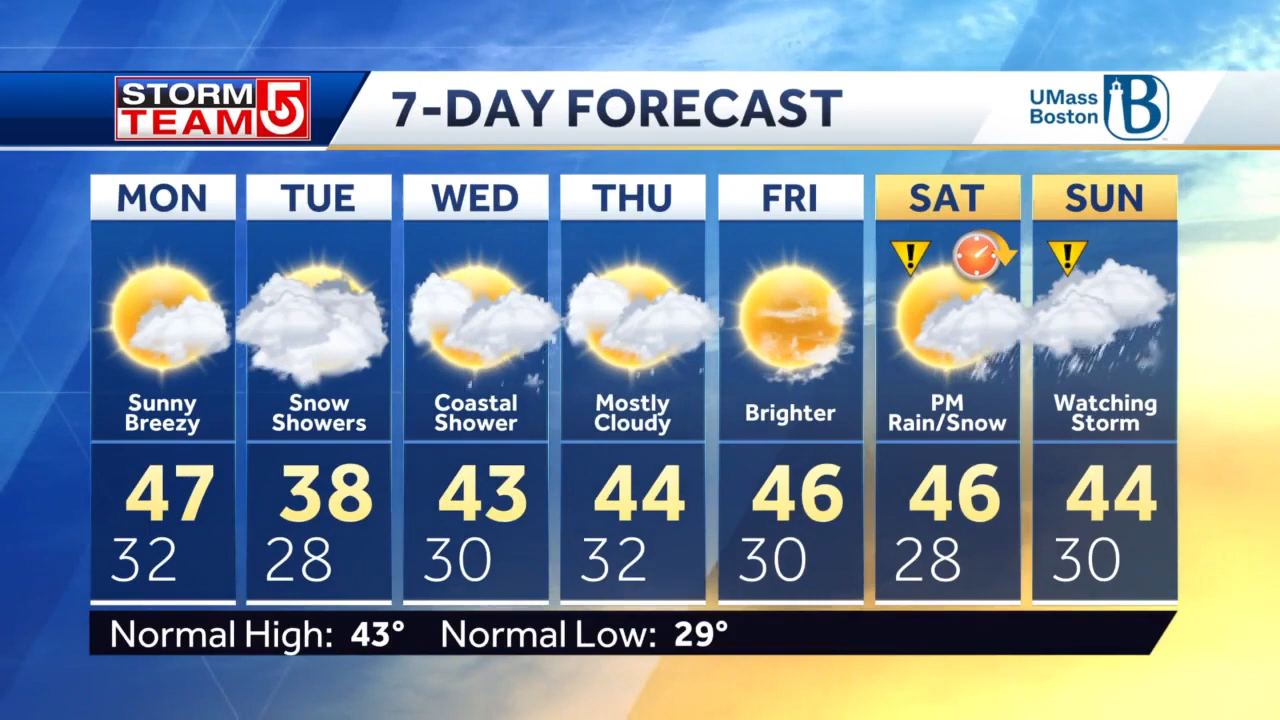 STORM
TEAM 5
7-DAY FORECAST
UMass
Boston
B
MON
TUE
WED
THU
FRI
SAT
SUN
!
!
Sunny
Breezy
Snow
Showers
Coastal
Shower
Mostly
Cloudy
Brighter
PM
Rain/Snow
Watching
Storm
47
38
43
44
46
46
44
32
28
30
32
30
28
30
Normal High: 43° Normal Low: 29°